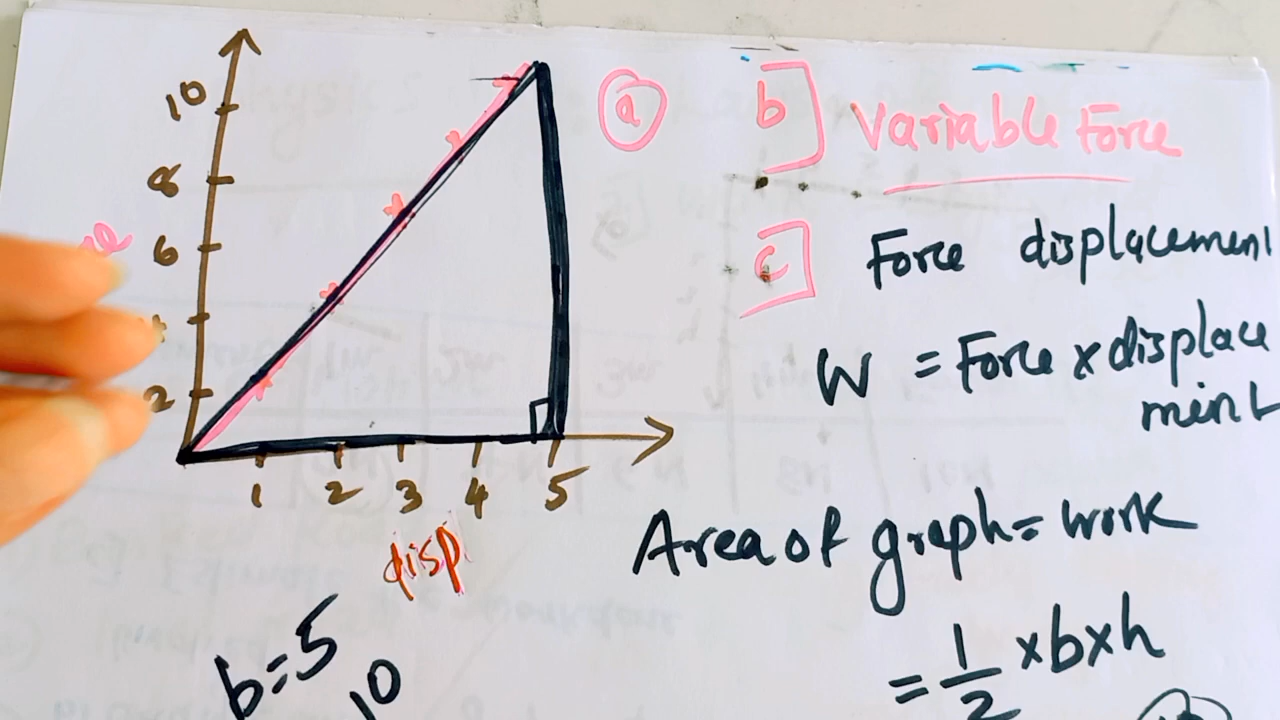 10
8
6
2
1 2 3 4 5
disp
b=5
10
a
b] Variable Force
c] Force displacement
W = Force x displace
ment
Area of graph = work
= 1/2 x b x h